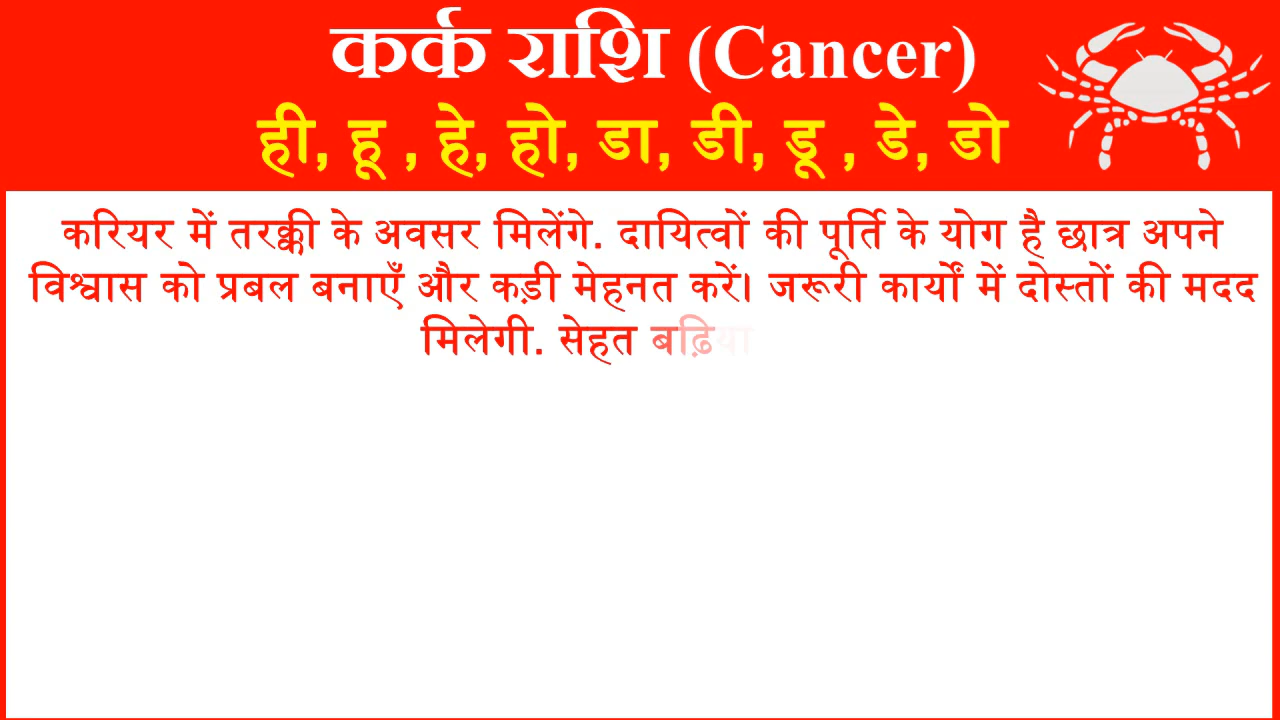 कर्क राशि (Cancer)
ही, हू , हे, हो, डा, डी, डू , डे, डो
करियर में तरक्की के अवसर मिलेंगे. दायित्वों की पूर्ति के योग है छात्र अपने
विश्वास को प्रबल बनाएँ और कड़ी मेहनत करें। जरूरी कार्यों में दोस्तों की मदद
मिलेगी. सेहत बढ़िया